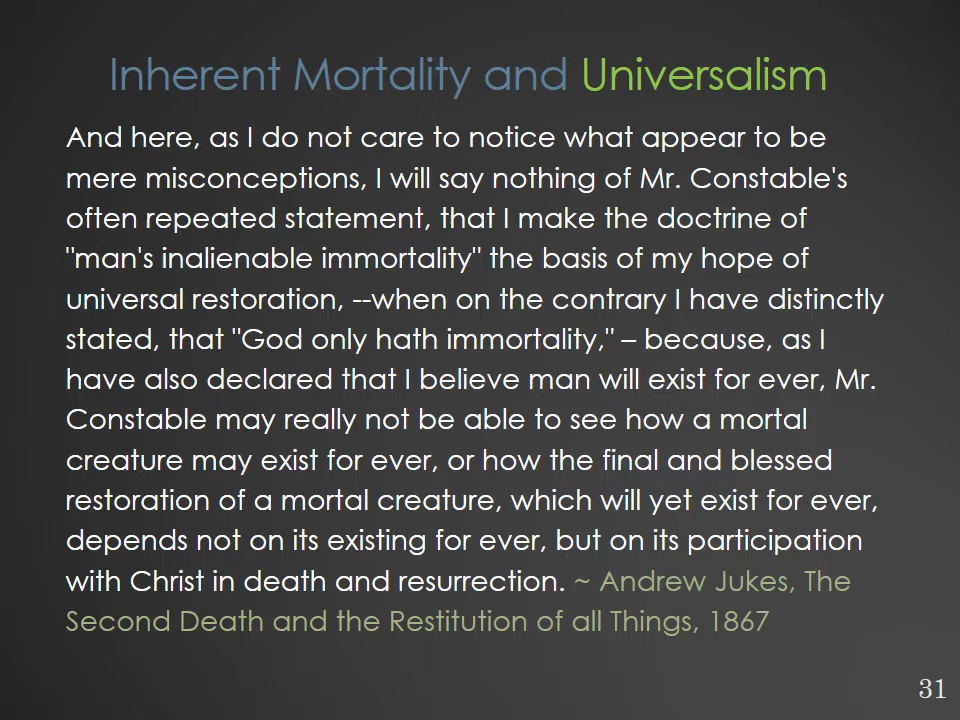 Inherent Mortality and Universalism
And here, as I do not care to notice what appear to be
mere misconceptions, I will say nothing of Mr. Constable's
often repeated statement, that I make the doctrine of
"man's inalienable immortality" the basis of my hope of
universal restoration, --when on the contrary I have distinctly
stated, that "God only hath immortality," – because, as I
have also declared that I believe man will exist for ever, Mr.
Constable may really not be able to see how a mortal
creature may exist for ever, or how the final and blessed
restoration of a mortal creature, which will yet exist for ever,
depends not on its existing for ever, but on its participation
with Christ in death and resurrection. ~ Andrew Jukes, The
Second Death and the Restitution of all Things, 1867
31